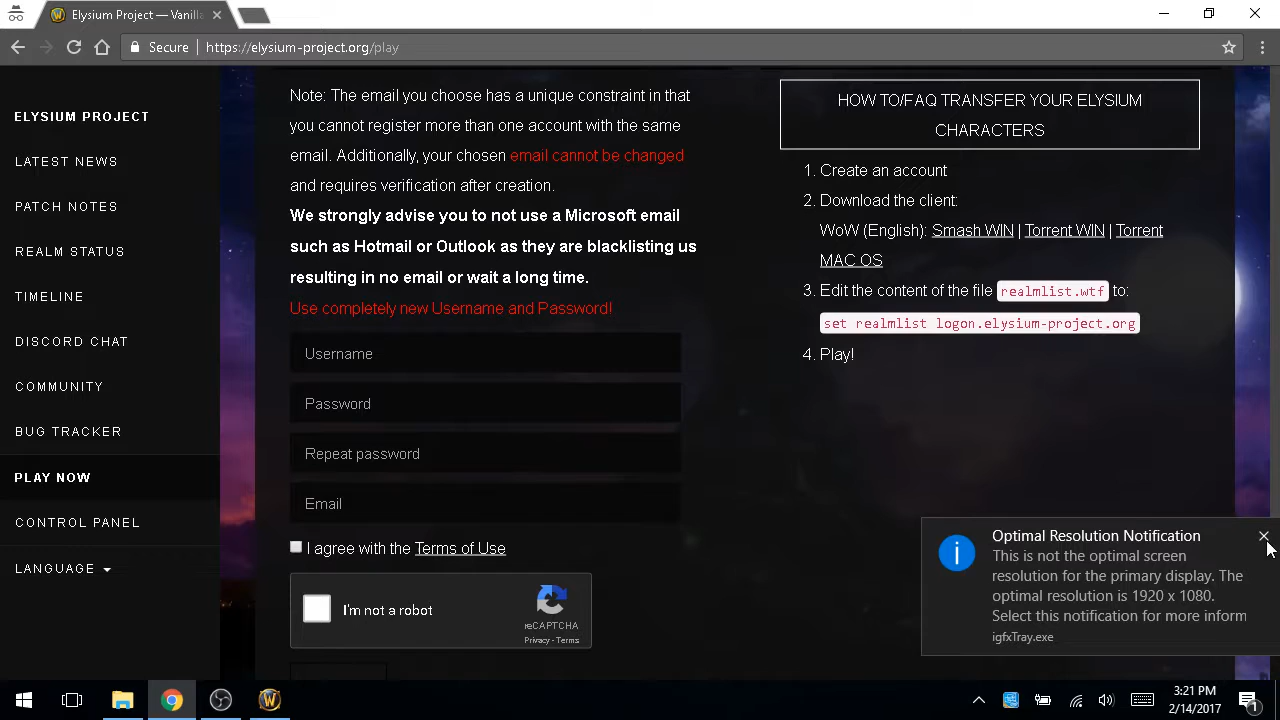 Elysium Project — Vanilla
Secure
https://elysium-project.org/play
ELYSIUM PROJECT
LATEST NEWS
PATCH NOTES
REALM STATUS
TIMELINE
DISCORD CHAT
COMMUNITY
BUG TRACKER
PLAY NOW
CONTROL PANEL
LANGUAGE
Note: The email you choose has a unique constraint in that
you cannot register more than one account with the same
email. Additionally, your chosen email cannot be changed
and requires verification after creation.
We strongly advise you to not use a Microsoft email
such as Hotmail or Outlook as they are blacklisting us
resulting in no email or wait a long time.
Use completely new Username and Password!
Username
Password
Repeat password
Email
I agree with the Terms of Use
I'm not a robot
reCAPTCHA
Privacy - Terms
HOW TO/FAQ TRANSFER YOUR ELYSIUM
CHARACTERS
1. Create an account
2. Download the client:
WoW (English): Smash WIN | Torrent WIN | Torrent
MAC OS
3. Edit the content of the file realmlist.wtf to:
set realmlist logon.elysium-project.org
4. Play!
Optimal Resolution Notification
This is not the optimal screen
resolution for the primary display. The
optimal resolution is 1920 x 1080.
Select this notification for more inform
igfxTray.exe
3:21 PM
2/14/2017
1